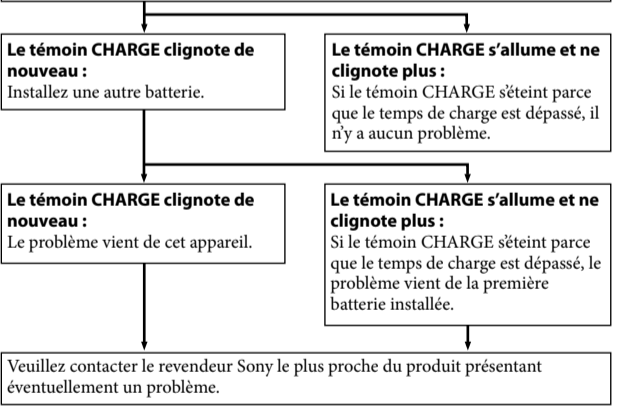 Le témoin CHARGE clignote de
nouveau :
Installez une autre batterie.
Le témoin CHARGE s’allume et ne
clignote plus :
Si le témoin CHARGE s’éteint parce
que le temps de charge est dépassé, il
n’y a aucun problème.
Le témoin CHARGE clignote de
nouveau :
Le problème vient de cet appareil.
Le témoin CHARGE s’allume et ne
clignote plus :
Si le témoin CHARGE s’éteint parce
que le temps de charge est dépassé, le
problème vient de la première
batterie installée.
Veuillez contacter le revendeur Sony le plus proche du produit présentant
éventuellement un problème.